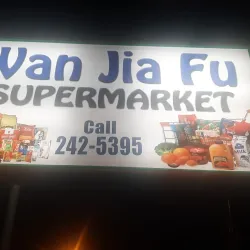 Wan Jia Fu
SUPERMARKET
Call
242-5395